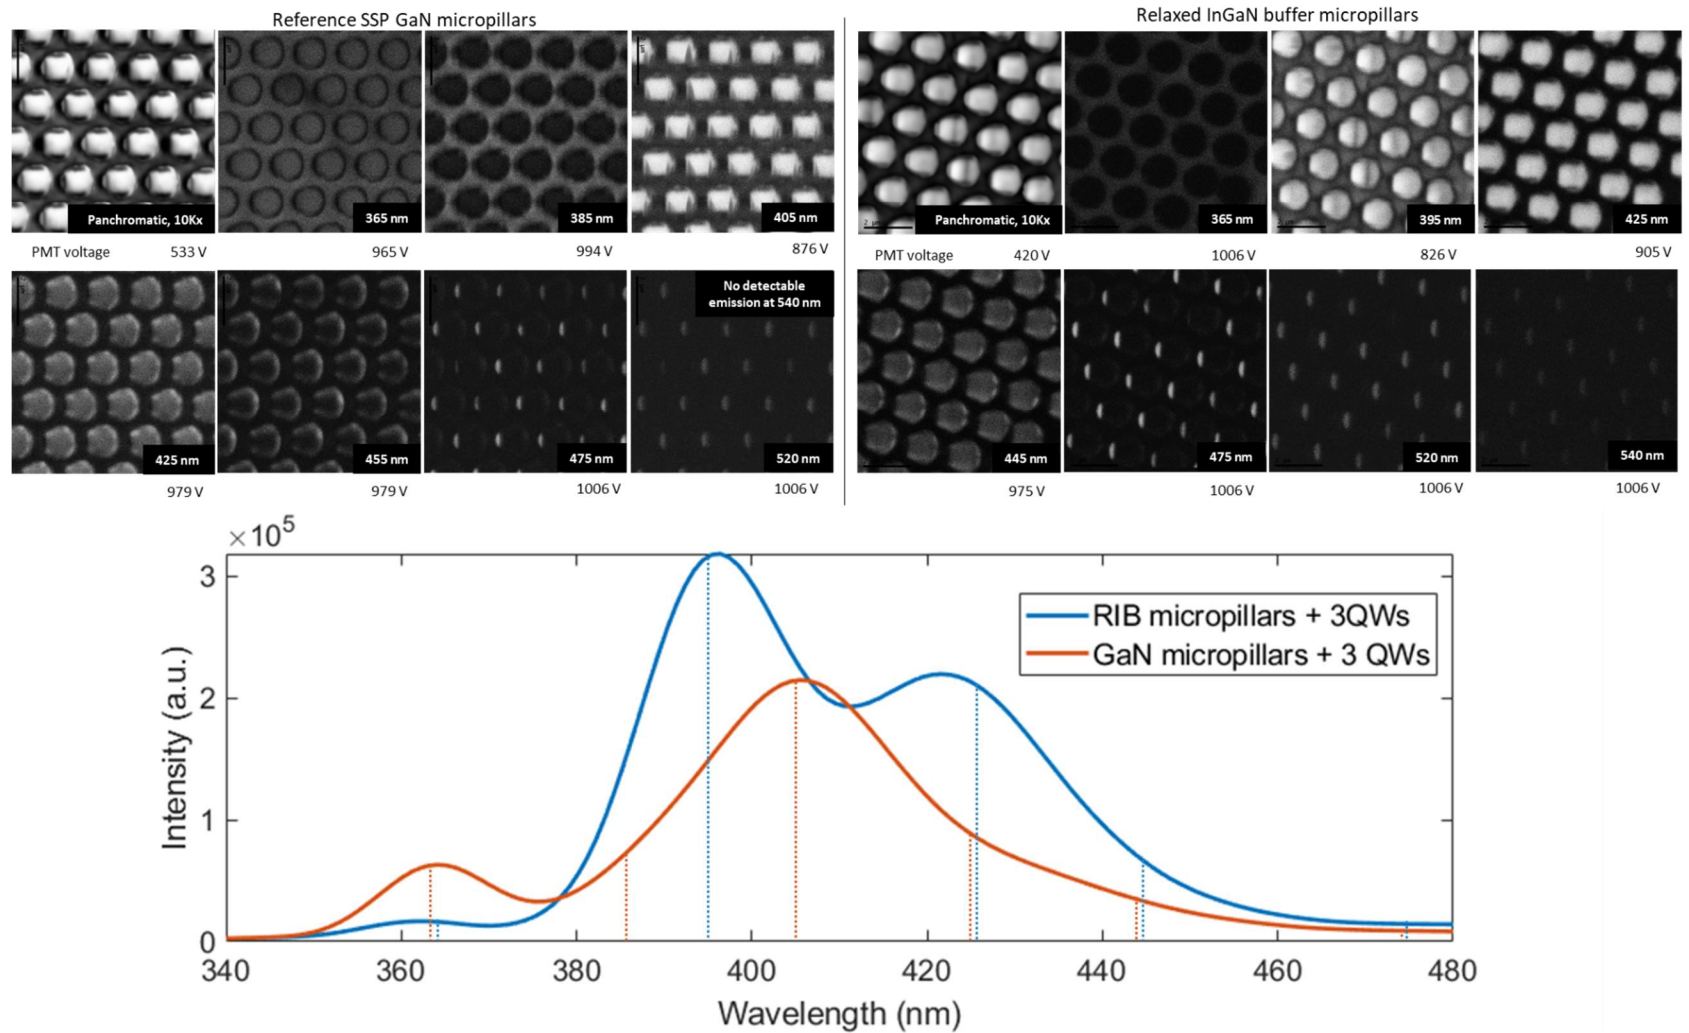 Reference SSP GaN micropillars
Relaxed InGaN buffer micropillars
Panchromatic, 10Kx
365 nm
385 nm
405 nm
Panchromatic, 10Kx
365 nm
395 nm
425 nm
PMT voltage
533 V
965 V
994 V
876 V
PMT voltage
420 V
1006 V
826 V
905 V
No detectable
emission at 540 nm
425 nm
455 nm
475 nm
520 nm
445 nm
475 nm
520 nm
540 nm
979 V
979 V
1006 V
1006 V
975 V
1006 V
1006 V
1006 V
×10⁵
3
2
1
0
Intensity (a.u.)
RIB micropillars + 3QWs
GaN micropillars + 3 QWs
340
360
380
400
420
440
460
480
Wavelength (nm)